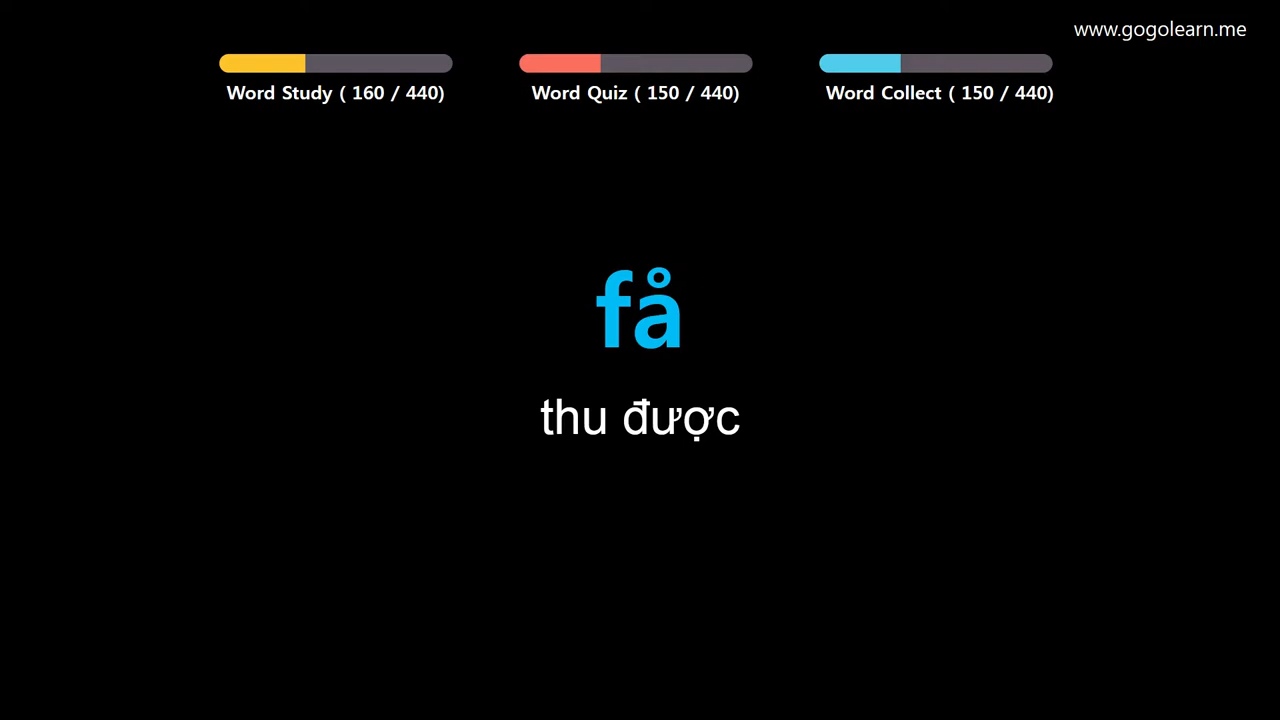 www.gogolearn.me
Word Study ( 160 / 440)
Word Quiz ( 150 / 440)
Word Collect ( 150 / 440)
få
thu được